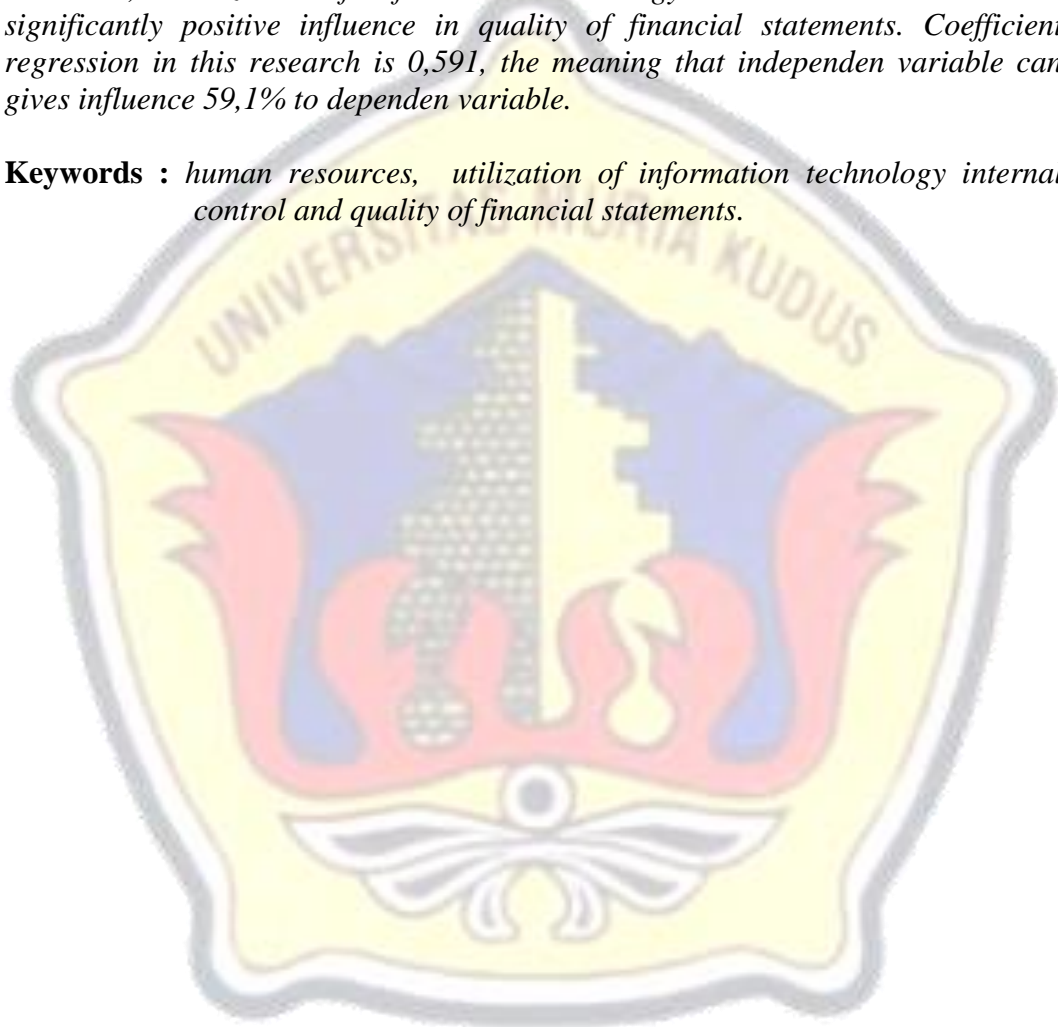 significantly positive influence in quality of financial statements. Coefficient
regression in this research is 0,591, the meaning that independen variable can
gives influence 59,1% to dependen variable.
Keywords : human resources, utilization of information technology internal
control and quality of financial statements.
UNIVERSITAS MURIA KUDUS